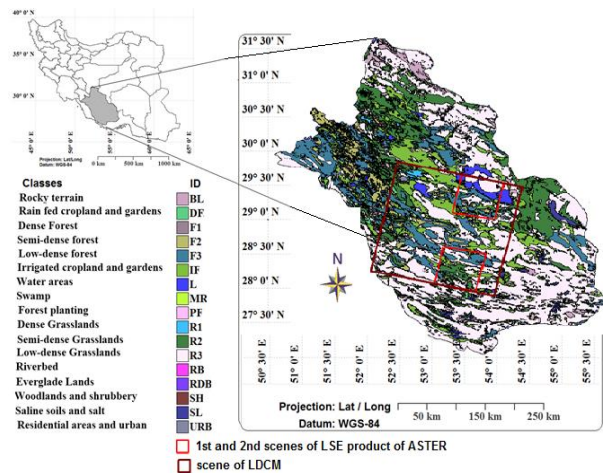 40° N
35° N
30° N
45° E
50° E
55° E
60° E
Projection: Lat/Long
Datum: WGS-84
0 km 500 km 1000 km
Classes ID
Rocky terrain BL
Rain fed cropland and gardens DF
Dense Forest F1
Semi-dense forest F2
Low-dense forest F3
Irrigated cropland and gardens IF
Water areas L
Swamp MR
Forest planting PF
Dense Grasslands R1
Semi-dense Grasslands R2
Low-dense Grasslands R3
Riverbed RB
Everglade Lands RDB
Woodlands and shrubbery SH
Saline soils and salt SL
Residential areas and urban URB
N
31° 30' N
31° 0' N
30° 30' N
30° 0' N
29° 30' N
29° 0' N
28° 30' N
28° 0' N
27° 30' N
50° 30' E
51° 0' E
51° 30' E
52° 0' E
52° 30' E
53° 0' E
53° 30' E
54° 0' E
54° 30' E
55° 0' E
55° 30' E
Projection: Lat / Long
Datum: WGS-84
50 km 150 km 250 km
1st and 2nd scenes of LSE product of ASTER
scene of LDCM